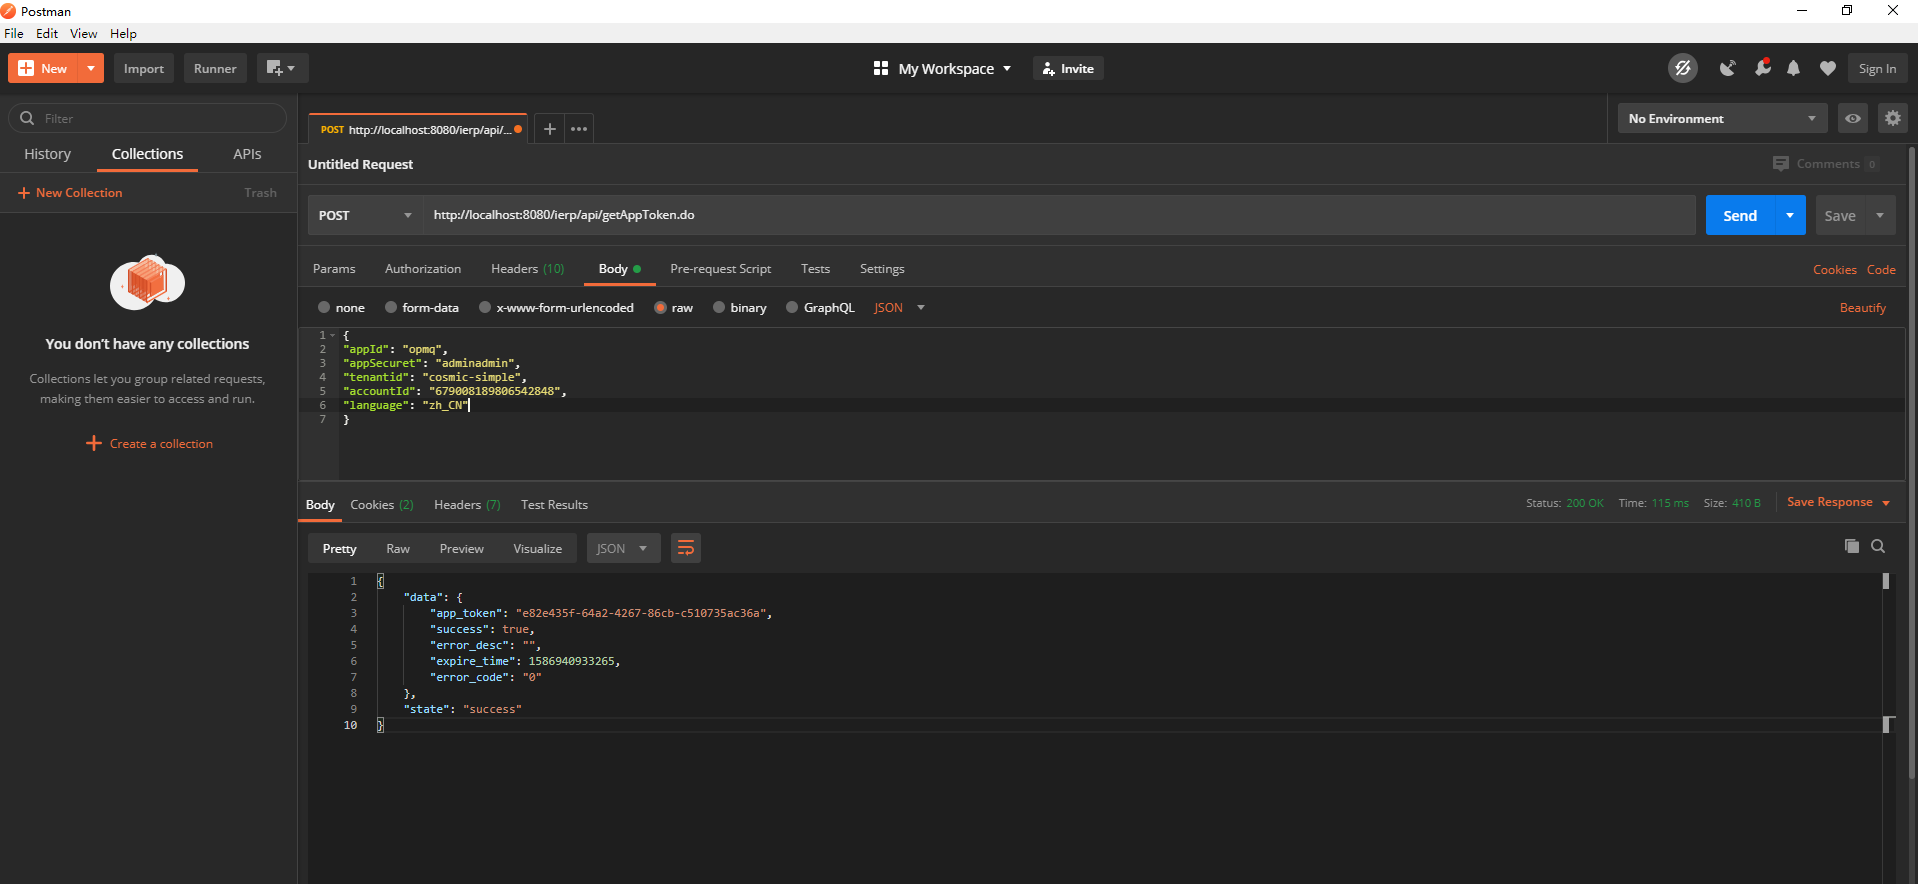 Postman
File Edit View Help
New Import Runner My Workspace Invite Sign In
Filter
History Collections APIs
New Collection Trash
You don't have any collections
Collections let you group related requests,
making them easier to access and run.
Create a collection
POST http://localhost:8080/ierp/api/... No Environment
Untitled Request Comments 0
POST http://localhost:8080/ierp/api/getAppToken.do Send Save
Params Authorization Headers (10) Body Pre-request Script Tests Settings Cookies Code
none form-data x-www-form-urlencoded raw binary GraphQL JSON Beautify
1 {
2 "appId": "opmq",
3 "appSecuret": "adminadmin",
4 "tenantid": "cosmic-simple",
5 "accountId": "679008189806542848",
6 "language": "zh_CN"
7 }
Body Cookies (2) Headers (7) Test Results Status: 200 OK Time: 115 ms Size: 410 B Save Response
Pretty Raw Preview Visualize JSON
1 {
2 "data": {
3 "app_token": "e82e435f-64a2-4267-86cb-c510735ac36a",
4 "success": true,
5 "error_desc": "",
6 "expire_time": 1586940933265,
7 "error_code": "0"
8 },
9 "state": "success"
10 }